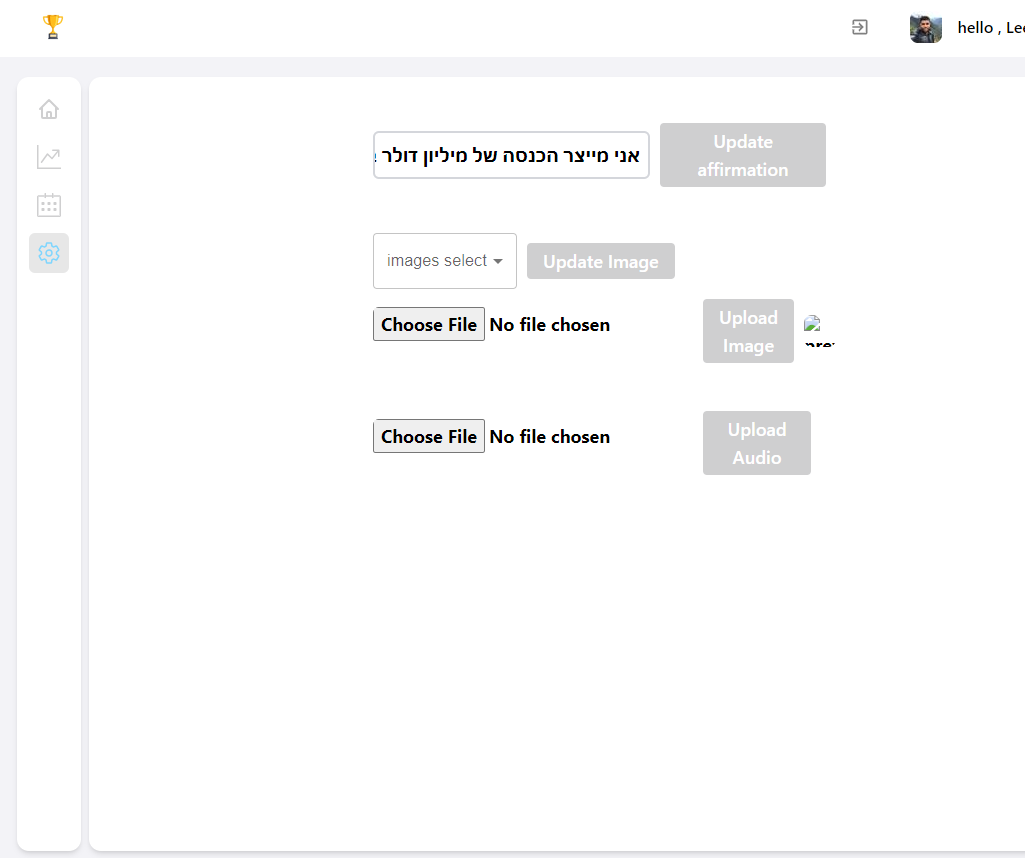 hello , Lee
אני מייצר הכנסה של מיליון דולר
Update
affirmation
images select
Update Image
Choose File No file chosen
Upload
Image
Choose File No file chosen
Upload
Audio